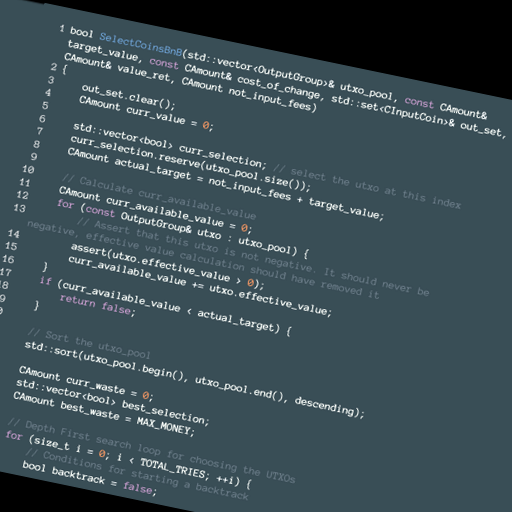 1 bool SelectCoinsBnB(std::vector<OutputGroup>& utxo_pool, const CAmount&
target_value, const CAmount& cost_of_change, std::set<CInputCoin>& out_set,
CAmount& value_ret, CAmount not_input_fees)
2 {
3 out_set.clear();
4 CAmount curr_value = 0;
5
6 std::vector<bool> curr_selection; // select the utxo at this index
7 curr_selection.reserve(utxo_pool.size());
8 CAmount actual_target = not_input_fees + target_value;
9
10 // Calculate curr_available_value
11 CAmount curr_available_value = 0;
12 for (const OutputGroup& utxo : utxo_pool) {
13 // Assert that this utxo is not negative. It should never be
negative, effective value calculation should have removed it
14 assert(utxo.effective_value > 0);
15 curr_available_value += utxo.effective_value;
16 }
17 if (curr_available_value < actual_target) {
8 return false;
9 }
// Sort the utxo_pool
std::sort(utxo_pool.begin(), utxo_pool.end(), descending);
CAmount curr_waste = 0;
std::vector<bool> best_selection;
CAmount best_waste = MAX_MONEY;
// Depth First search loop for choosing the UTXOs
for (size_t i = 0; i < TOTAL_TRIES; ++i) {
// Conditions for starting a backtrack
bool backtrack = false;